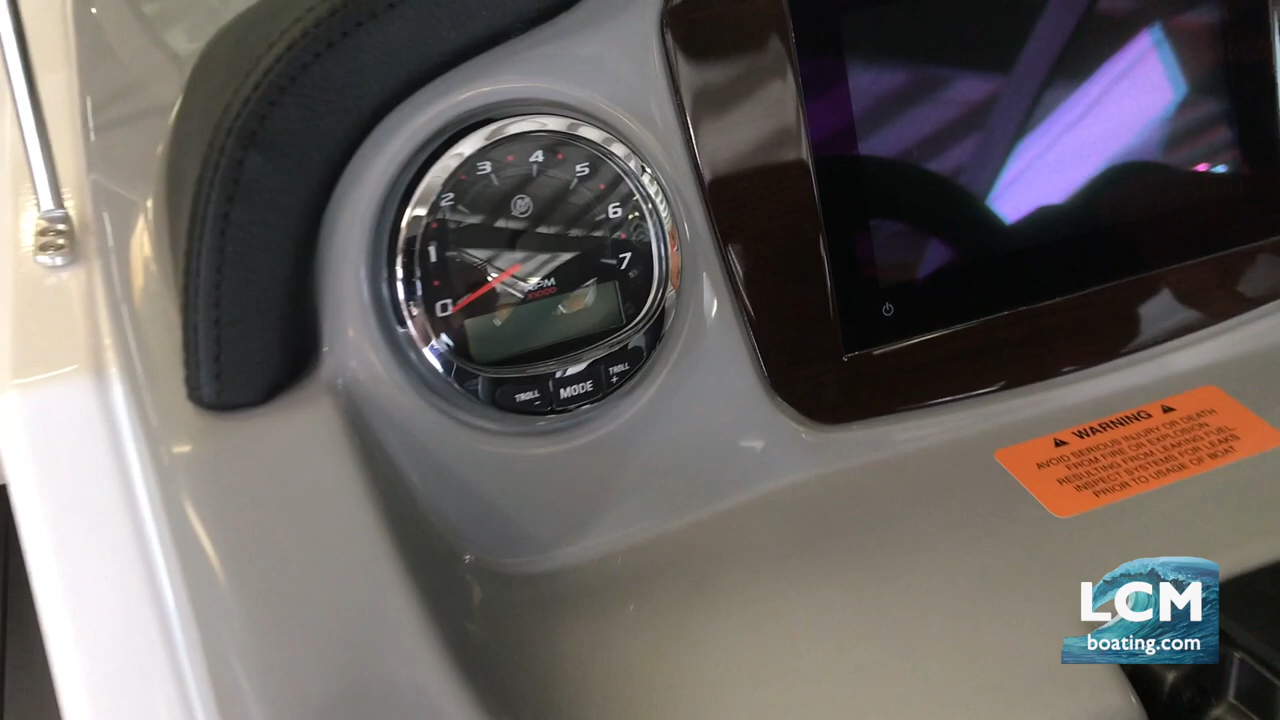 0
1
2
3
4
5
6
7
RPM
x1000
TROLL
-
MODE
TROLL
+
WARNING
AVOID SERIOUS INJURY OR DEATH
FROM FIRE OR EXPLOSION
RESULTING FROM LEAKING FUEL
INSPECT SYSTEMS FOR LEAKS
PRIOR TO USAGE OF BOAT
LCM
boating.com